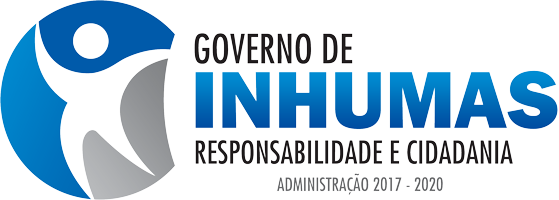 GOVERNO DE
INHUMAS
RESPONSABILIDADE E CIDADANIA
ADMINISTRAÇÃO 2017 - 2020